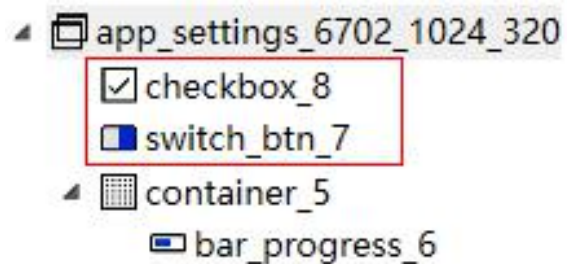 app_settings_6702_1024_320
checkbox_8
switch_btn_7
container_5
bar_progress_6